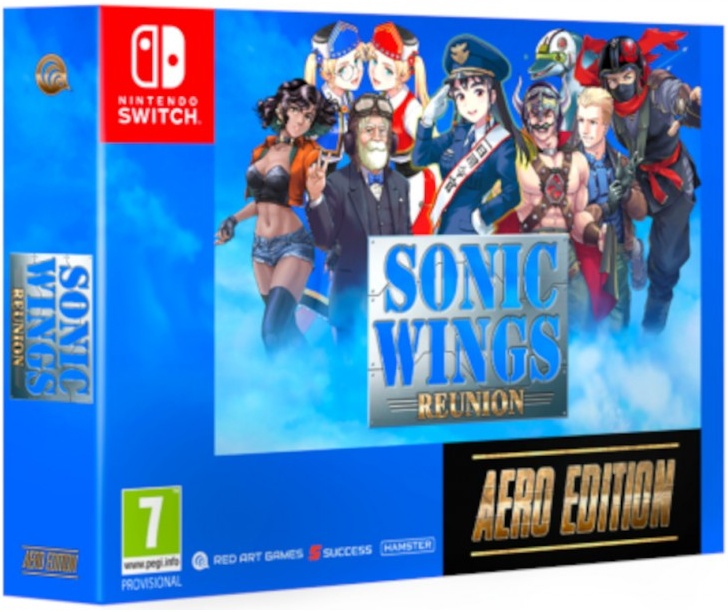 NINTENDO
SWITCH
SONIC
WINGS
REUNION
AERO EDITION
7
www.pegi.info
PROVISIONAL
RED ART GAMES
SUCCESS
HAMSTER
SONIC
WINGS
REUNION
AERO EDITION